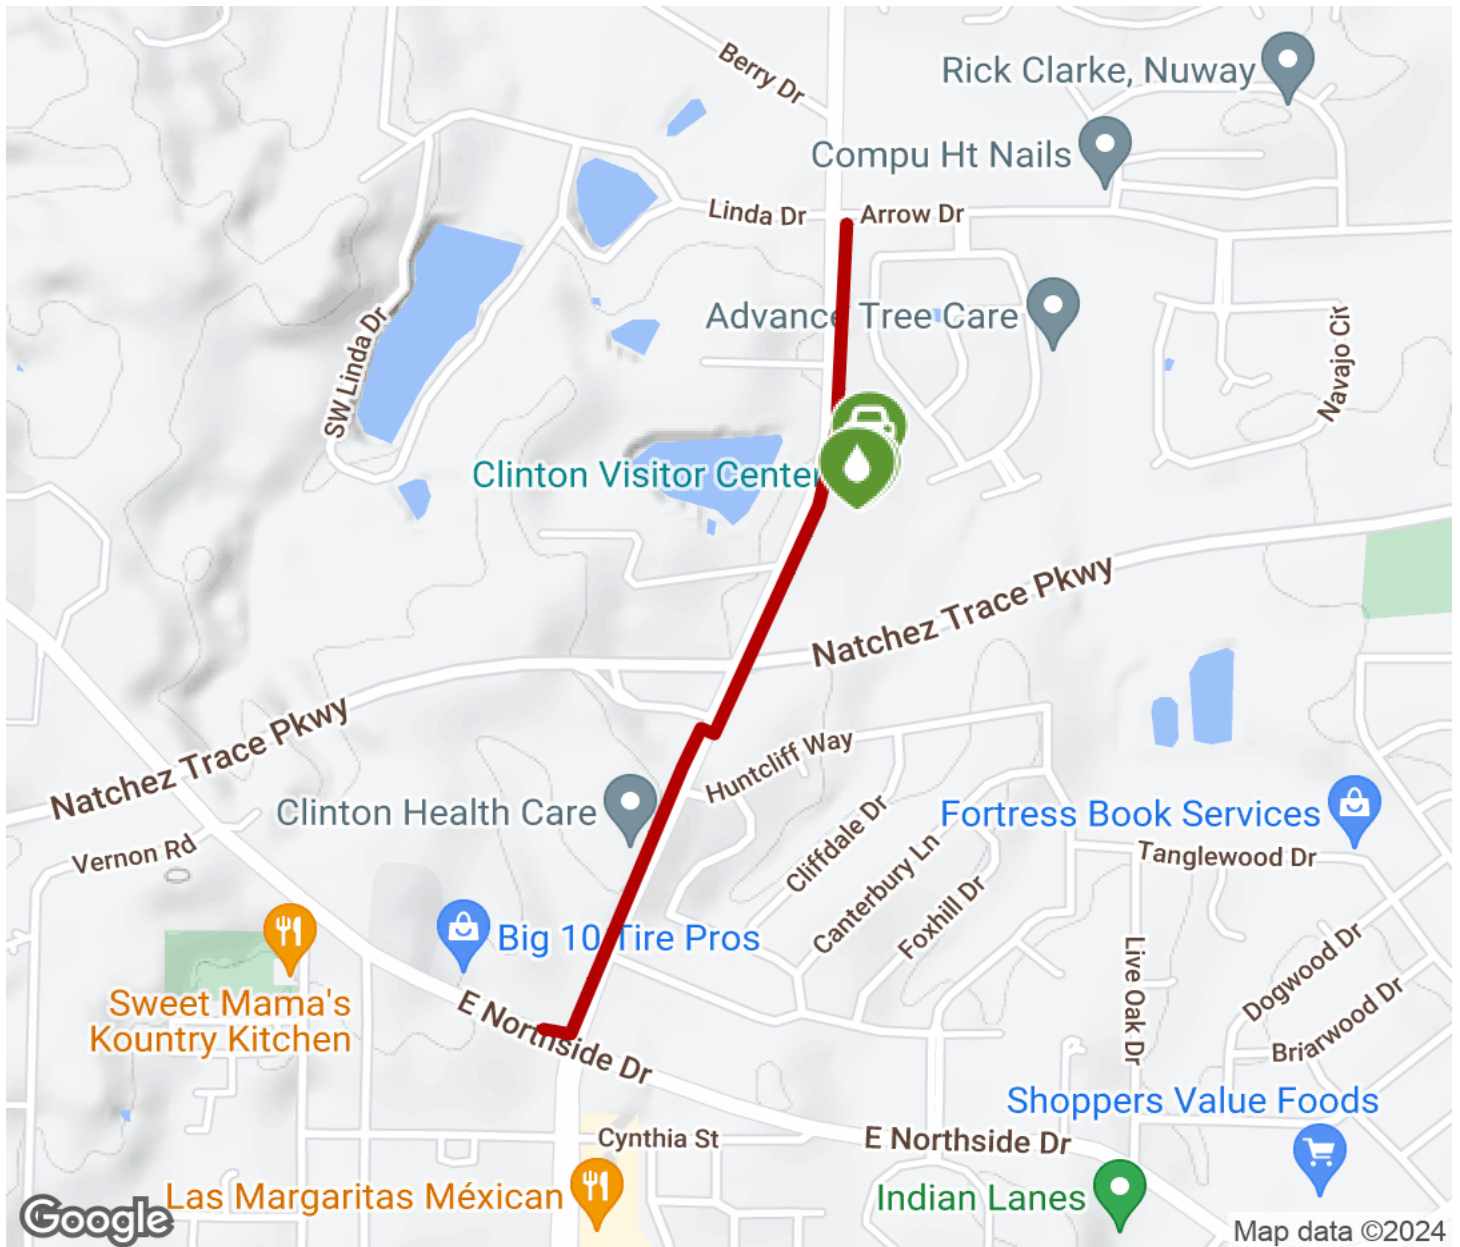 Berry Dr
Rick Clarke, Nuway
Compu Ht Nails
Linda Dr
Arrow Dr
Advance Tree Care
SW Linda Dr
Navajo Cir
Clinton Visitor Center
Natchez Trace Pkwy
Natchez Trace Pkwy
Huntcliff Way
Clinton Health Care
Fortress Book Services
Vernon Rd
Cliffdale Dr
Canterbury Ln
Tanglewood Dr
Foxhill Dr
Big 10 Tire Pros
Live Oak Dr
Dogwood Dr
Sweet Mama's
Kountry Kitchen
E Northside Dr
Briarwood Dr
Shoppers Value Foods
Cynthia St
E Northside Dr
Las Margaritas Méxican
Indian Lanes
Google
Map data ©2024